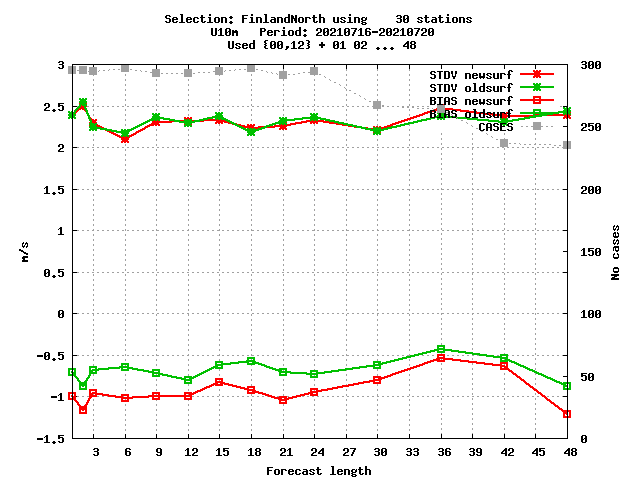 Selection: FinlandNorth using 30 stations
U10m Period: 20210716-20210720
Used {00,12} + 01 02 ... 48
3 300
STDV newsurf
STDV oldsurf
BIAS newsurf
BIAS oldsurf
CASES
2.5 250
2
1.5 200
1
0.5 150
0 100
-0.5
50
-1
-1.5 0
m/s
No cases
3 6 9 12 15 18 21 24 27 30 33 36 39 42 45 48
Forecast length